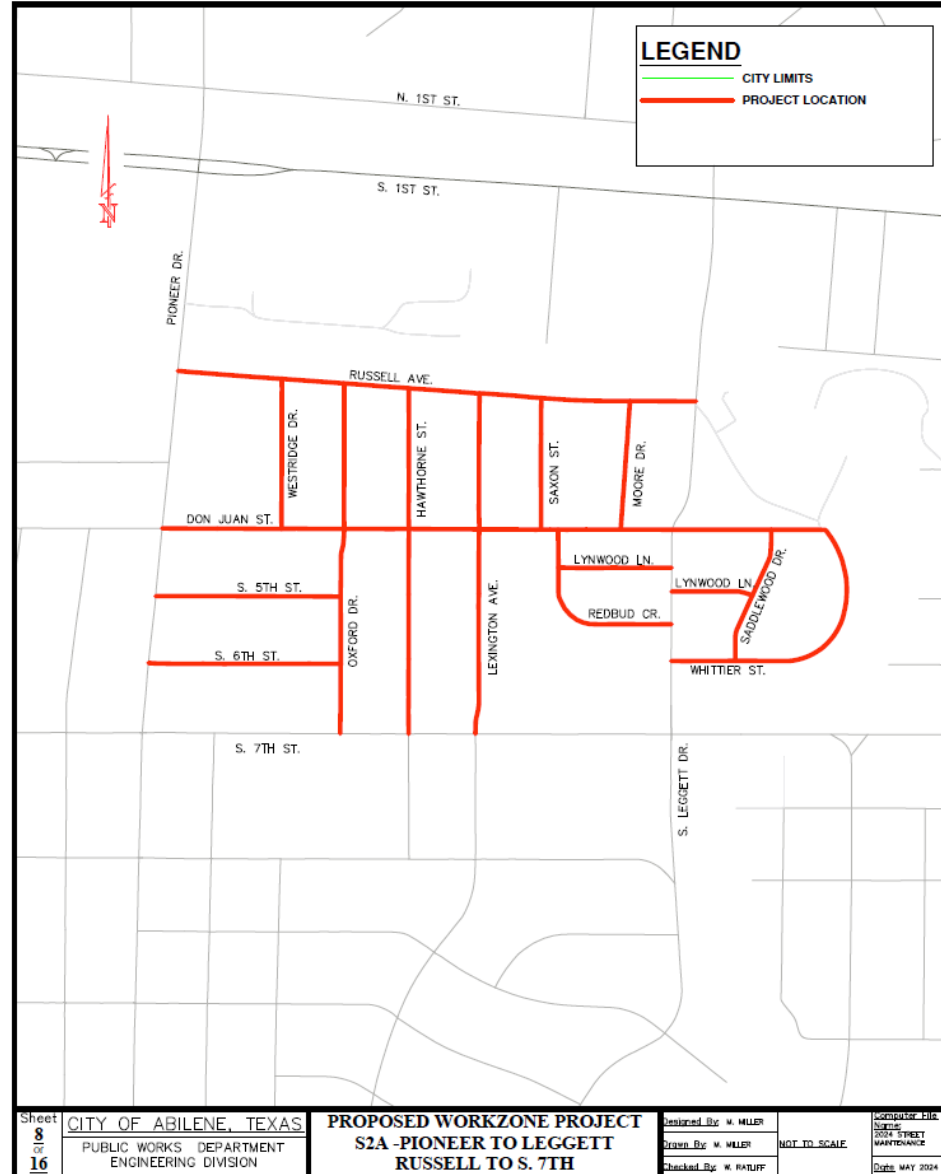 LEGEND
CITY LIMITS
PROJECT LOCATION
N. 1ST ST.
S. 1ST ST.
N
PIONEER DR.
RUSSELL AVE.
WESTRIDGE DR.
HAWTHORNE ST.
SAXON ST.
MOORE DR.
DON JUAN ST.
LYNWOOD LN.
LYNWOOD LN
SADDLEWOOD DR.
S. 5TH ST.
OXFORD DR.
LEXINGTON AVE.
REDBUD CR.
S. 6TH ST.
WHITTIER ST.
S. 7TH ST.
S. LEGGETT DR.
Sheet
8
OF
16
CITY OF ABILENE, TEXAS
PUBLIC WORKS DEPARTMENT
ENGINEERING DIVISION
PROPOSED WORKZONE PROJECT
S2A -PIONEER TO LEGGETT
RUSSELL TO S. 7TH
Designed By: M. MILLER
Drawn By: M. MILLER
Checked By: W. RATLIFF
NOT TO SCALE
Computer File
Name:
2024 STREET
MAINTENANCE
Date: MAY 2024